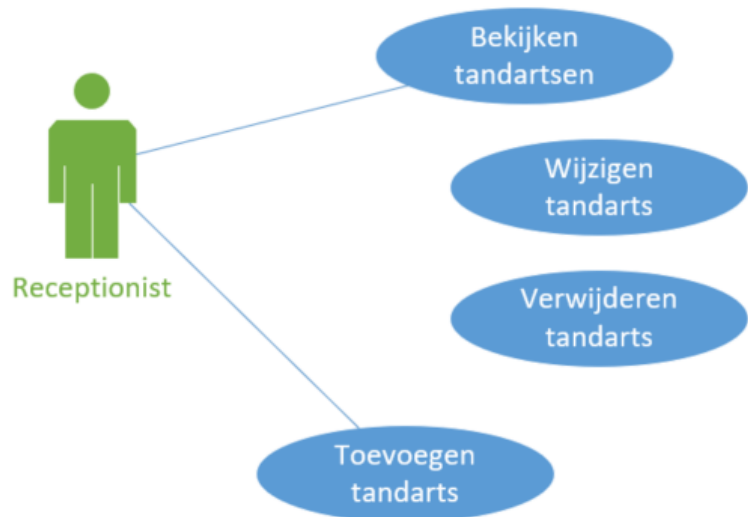 Bekijken
tandartsen
Wijzigen
tandarts
Receptionist
Verwijderen
tandarts
Toevoegen
tandarts